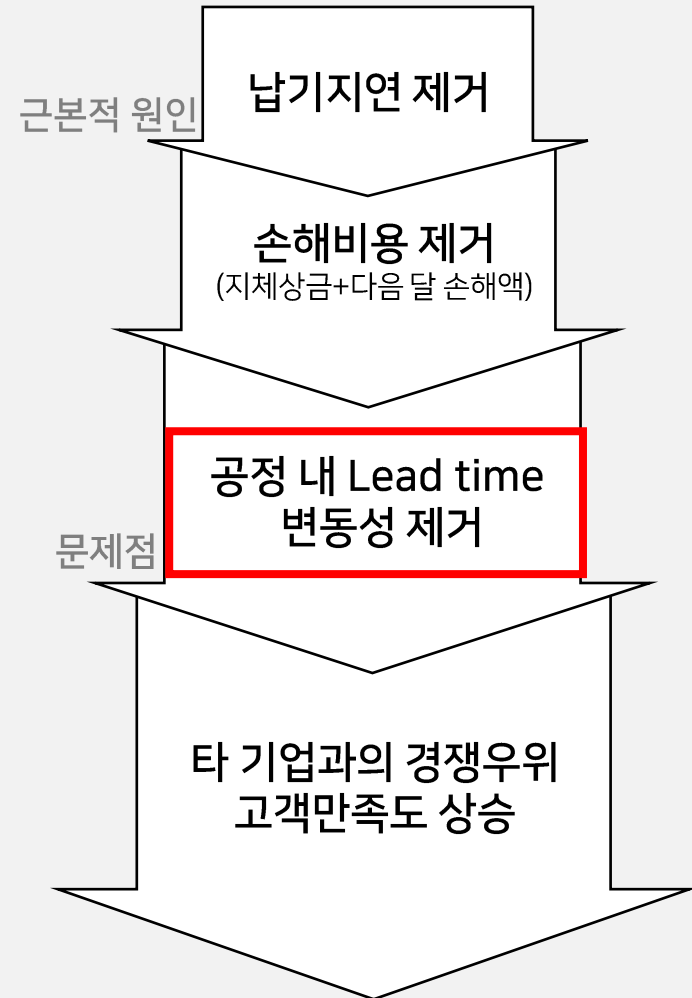 납기지연 제거
근본적 원인
손해비용 제거
(지체상금+다음 달 손해액)
공정 내 Lead time
변동성 제거
문제점
타 기업과의 경쟁우위
고객만족도 상승